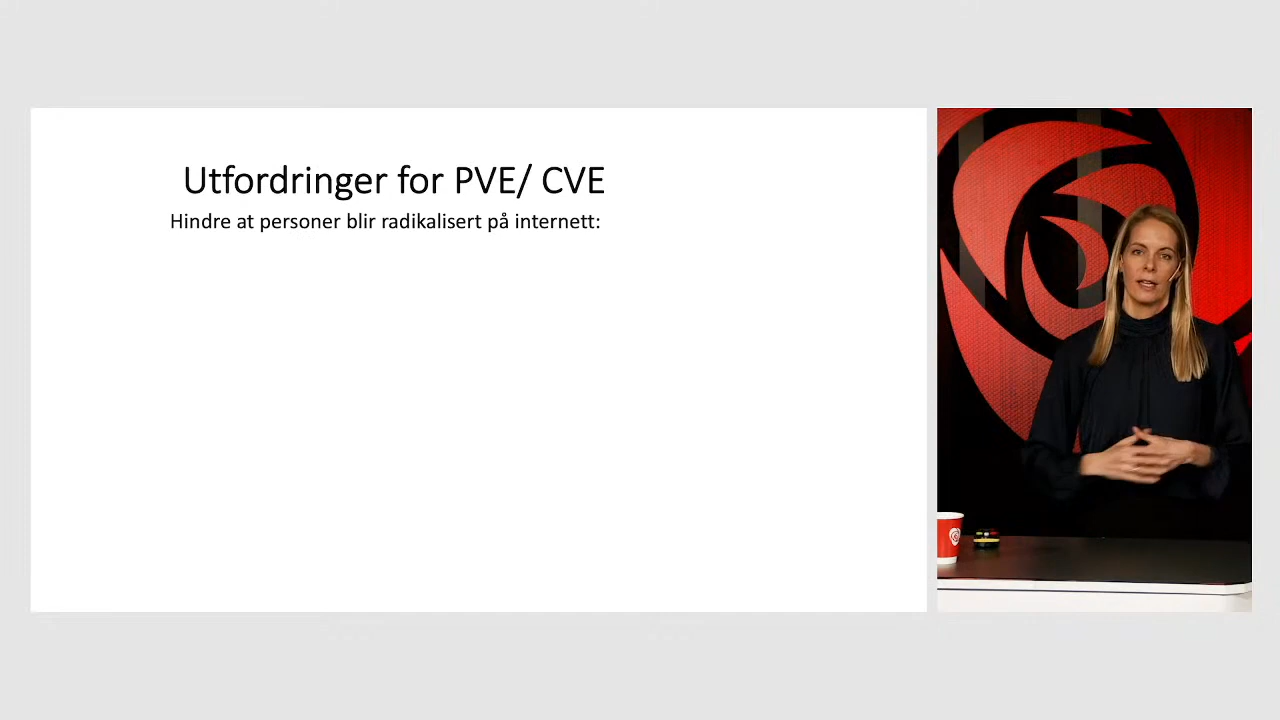 Utfordringer for PVE/ CVE
Hindre at personer blir radikalisert på internett: